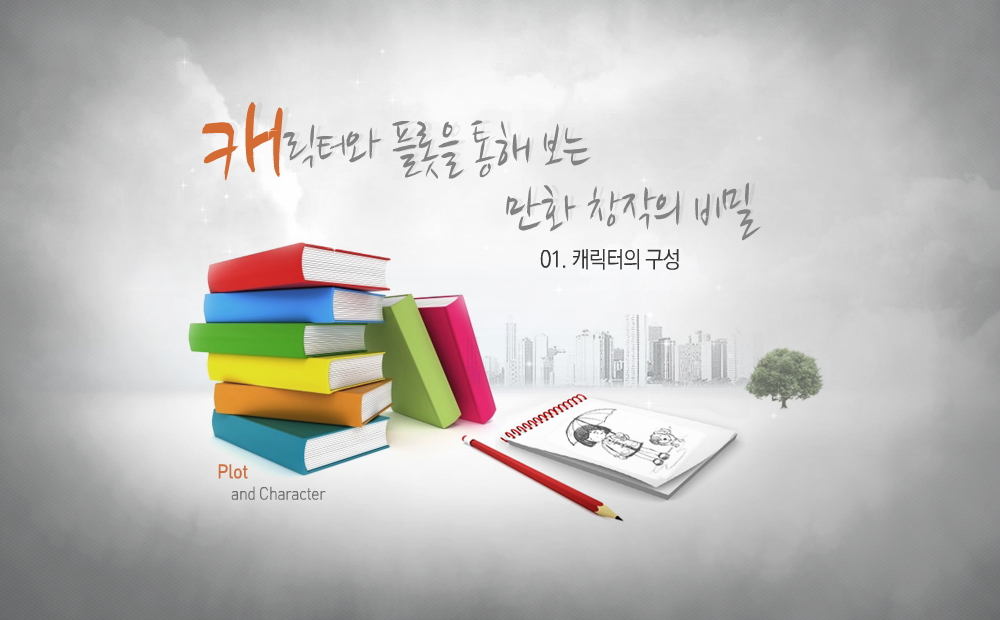 캐릭터와 플롯을 통해 보는
만화 창작의 비밀
01. 캐릭터의 구성
Plot
and Character